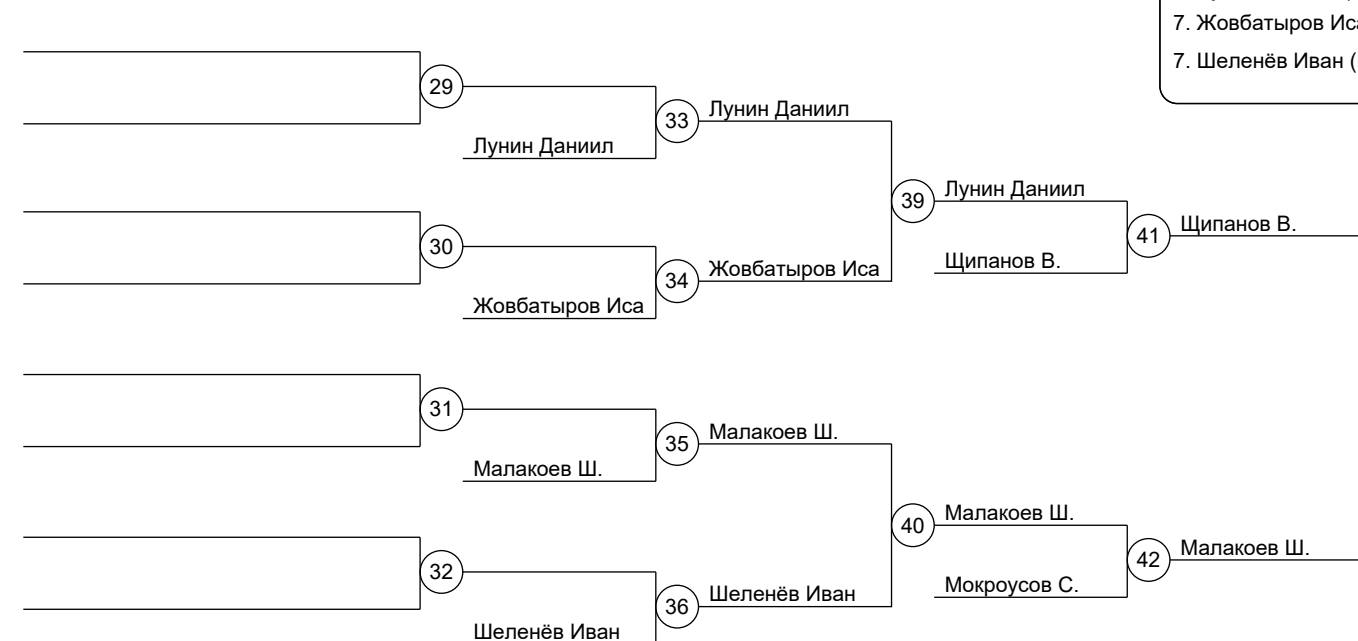 7. Жовбатыров Иса
7. Шеленёв Иван (
29
Лунин Даниил
33
Лунин Даниил
39
Лунин Даниил
30
Жовбатыров Иса
34
Жовбатыров Иса
Щипанов В.
41
Щипанов В.
31
Малакоев Ш.
35
Малакоев Ш.
40
Малакоев Ш.
32
Шеленёв Иван
36
Шеленёв Иван
Мокроусов С.
42
Малакоев Ш.